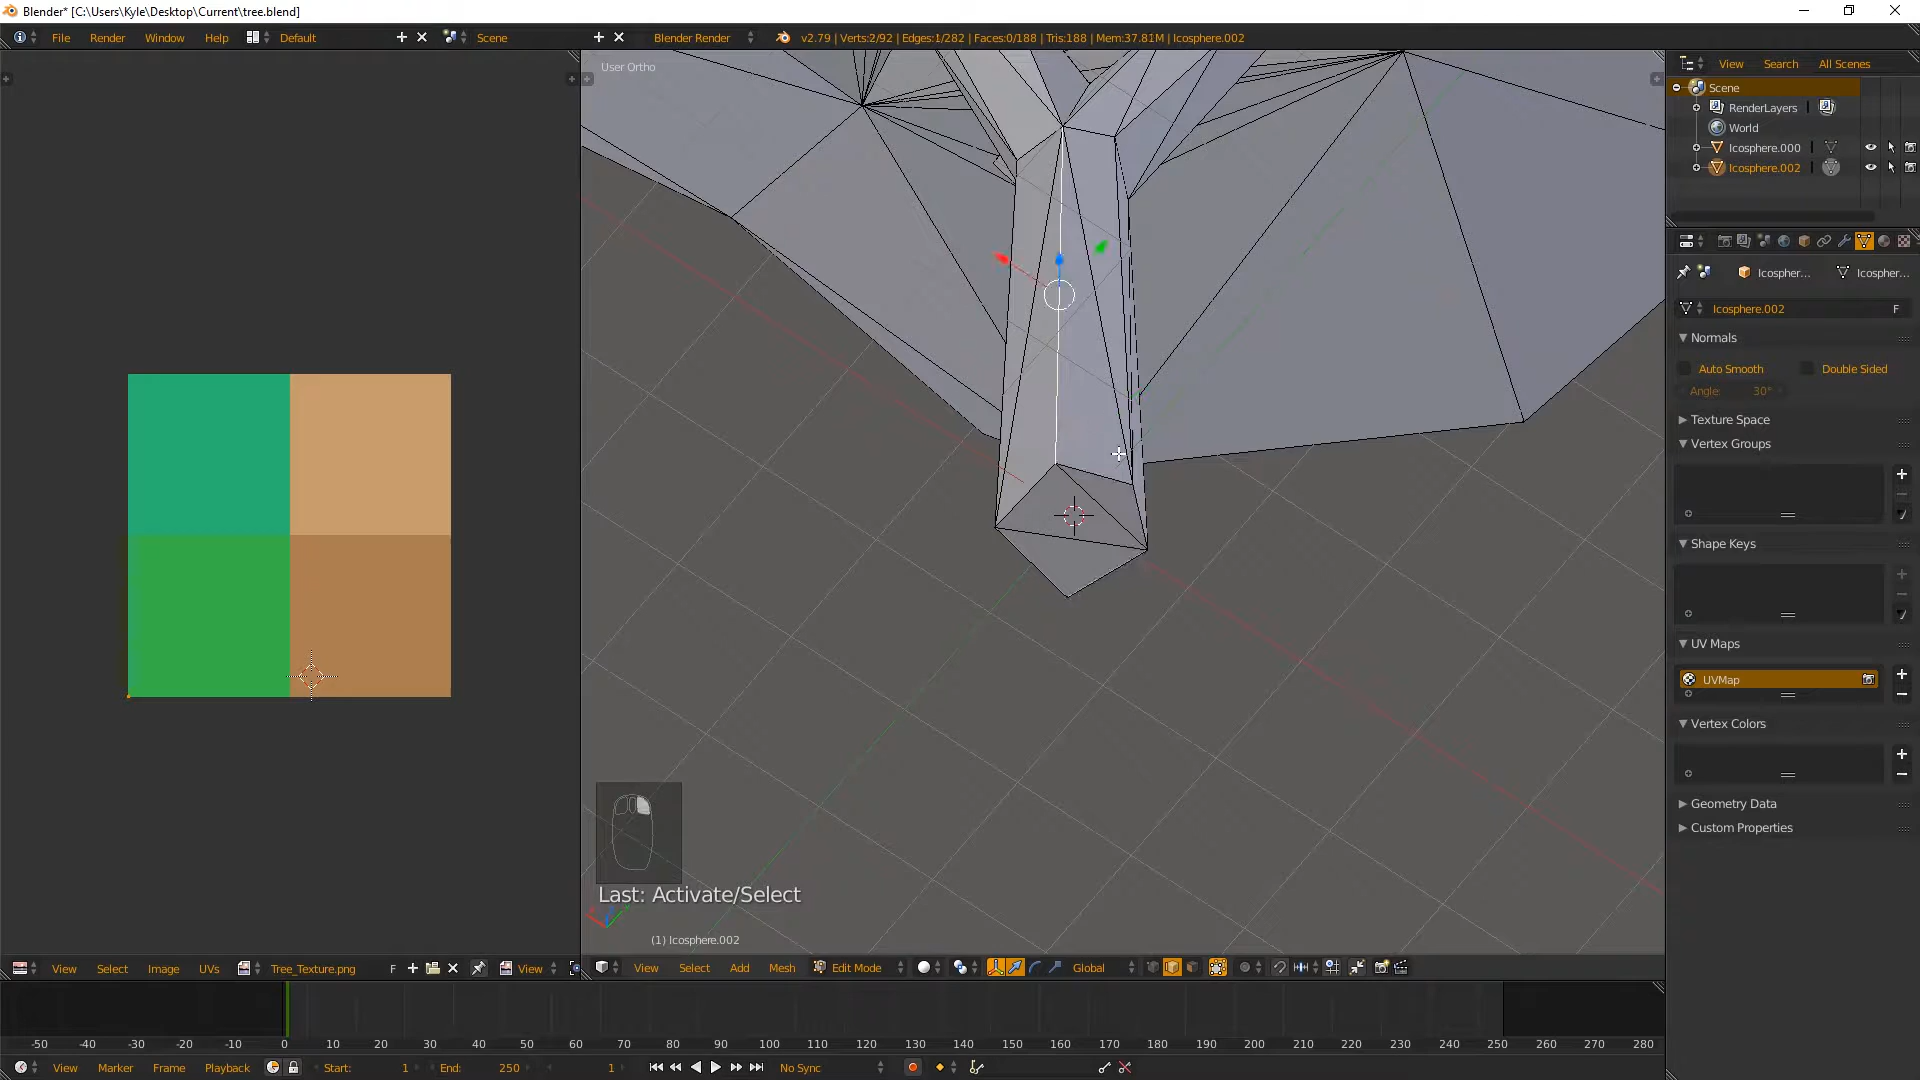 Blender* [C:\Users\Kyle\Desktop\Current\tree.blend]
File Render Window Help Default Scene Blender Render v2.79 | Verts:2/92 | Edges:1/282 | Faces:0/188 | Tris:188 | Mem:37.81M | Icosphere.002
User Ortho
View Search All Scenes
Scene
RenderLayers
World
Icosphere.000
Icosphere.002
Icospher... Icospher...
Icosphere.002 F
Normals
Auto Smooth Double Sided
Angle: 30°
Texture Space
Vertex Groups
Shape Keys
UV Maps
UVMap
Vertex Colors
Geometry Data
Custom Properties
Last: Activate/Select
(1) Icosphere.002
View Select Image UVs Tree_Texture.png F View
View Select Add Mesh Edit Mode Global
-50 -40 -30 -20 -10 0 10 20 30 40 50 60 70 80 90 100 110 120 130 140 150 160 170 180 190 200 210 220 230 240 250 260 270 280
View Marker Frame Playback Start: 1 End: 250 1 No Sync